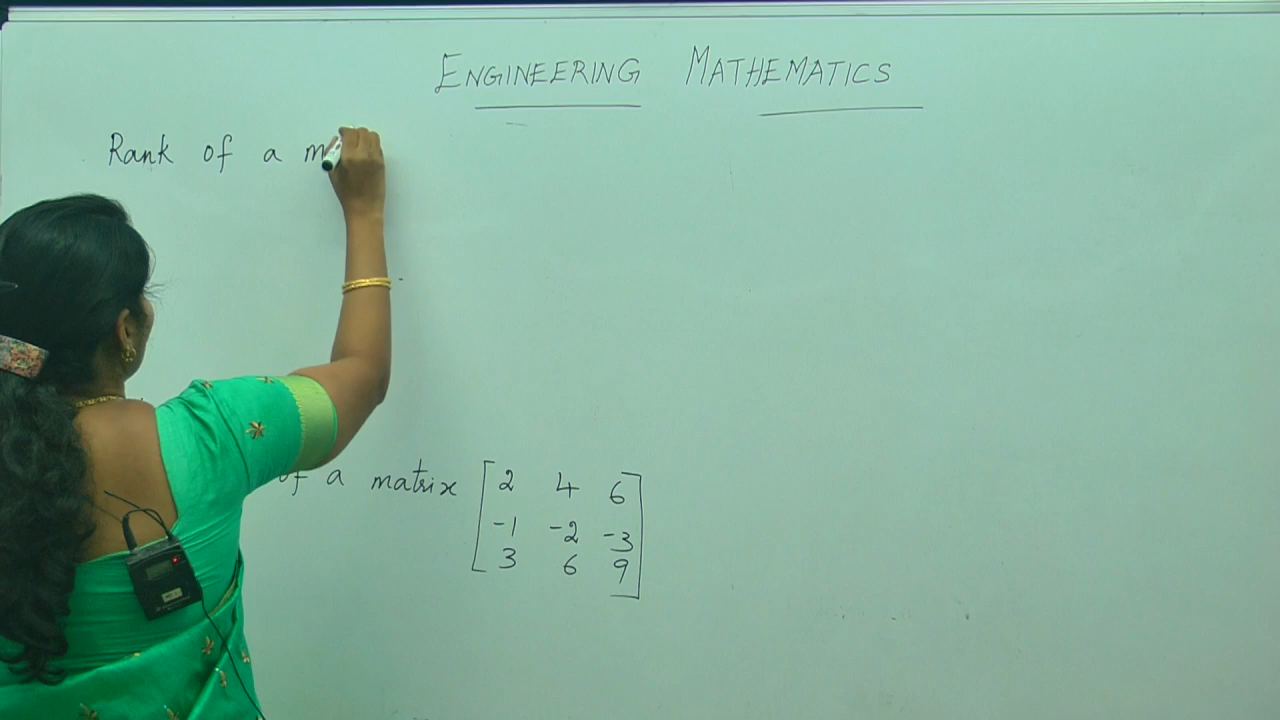 ENGINEERING MATHEMATICS
Rank of a m
of a matrix [2 4 6
-1 -2 -3
3 6 9]